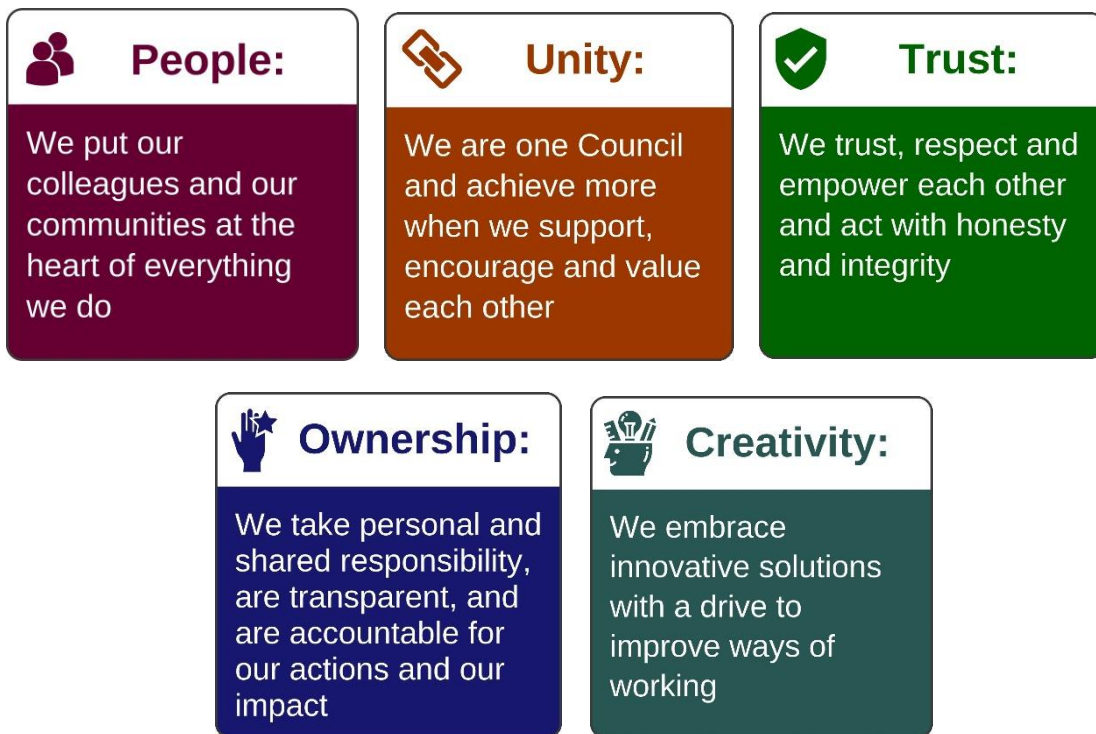 People:
We put our
colleagues and our
communities at the
heart of everything
we do
Unity:
We are one Council
and achieve more
when we support,
encourage and value
each other
Trust:
We trust, respect and
empower each other
and act with honesty
and integrity
Ownership:
We take personal and
shared responsibility,
are transparent, and
are accountable for
our actions and our
impact
Creativity:
We embrace
innovative solutions
with a drive to
improve ways of
working